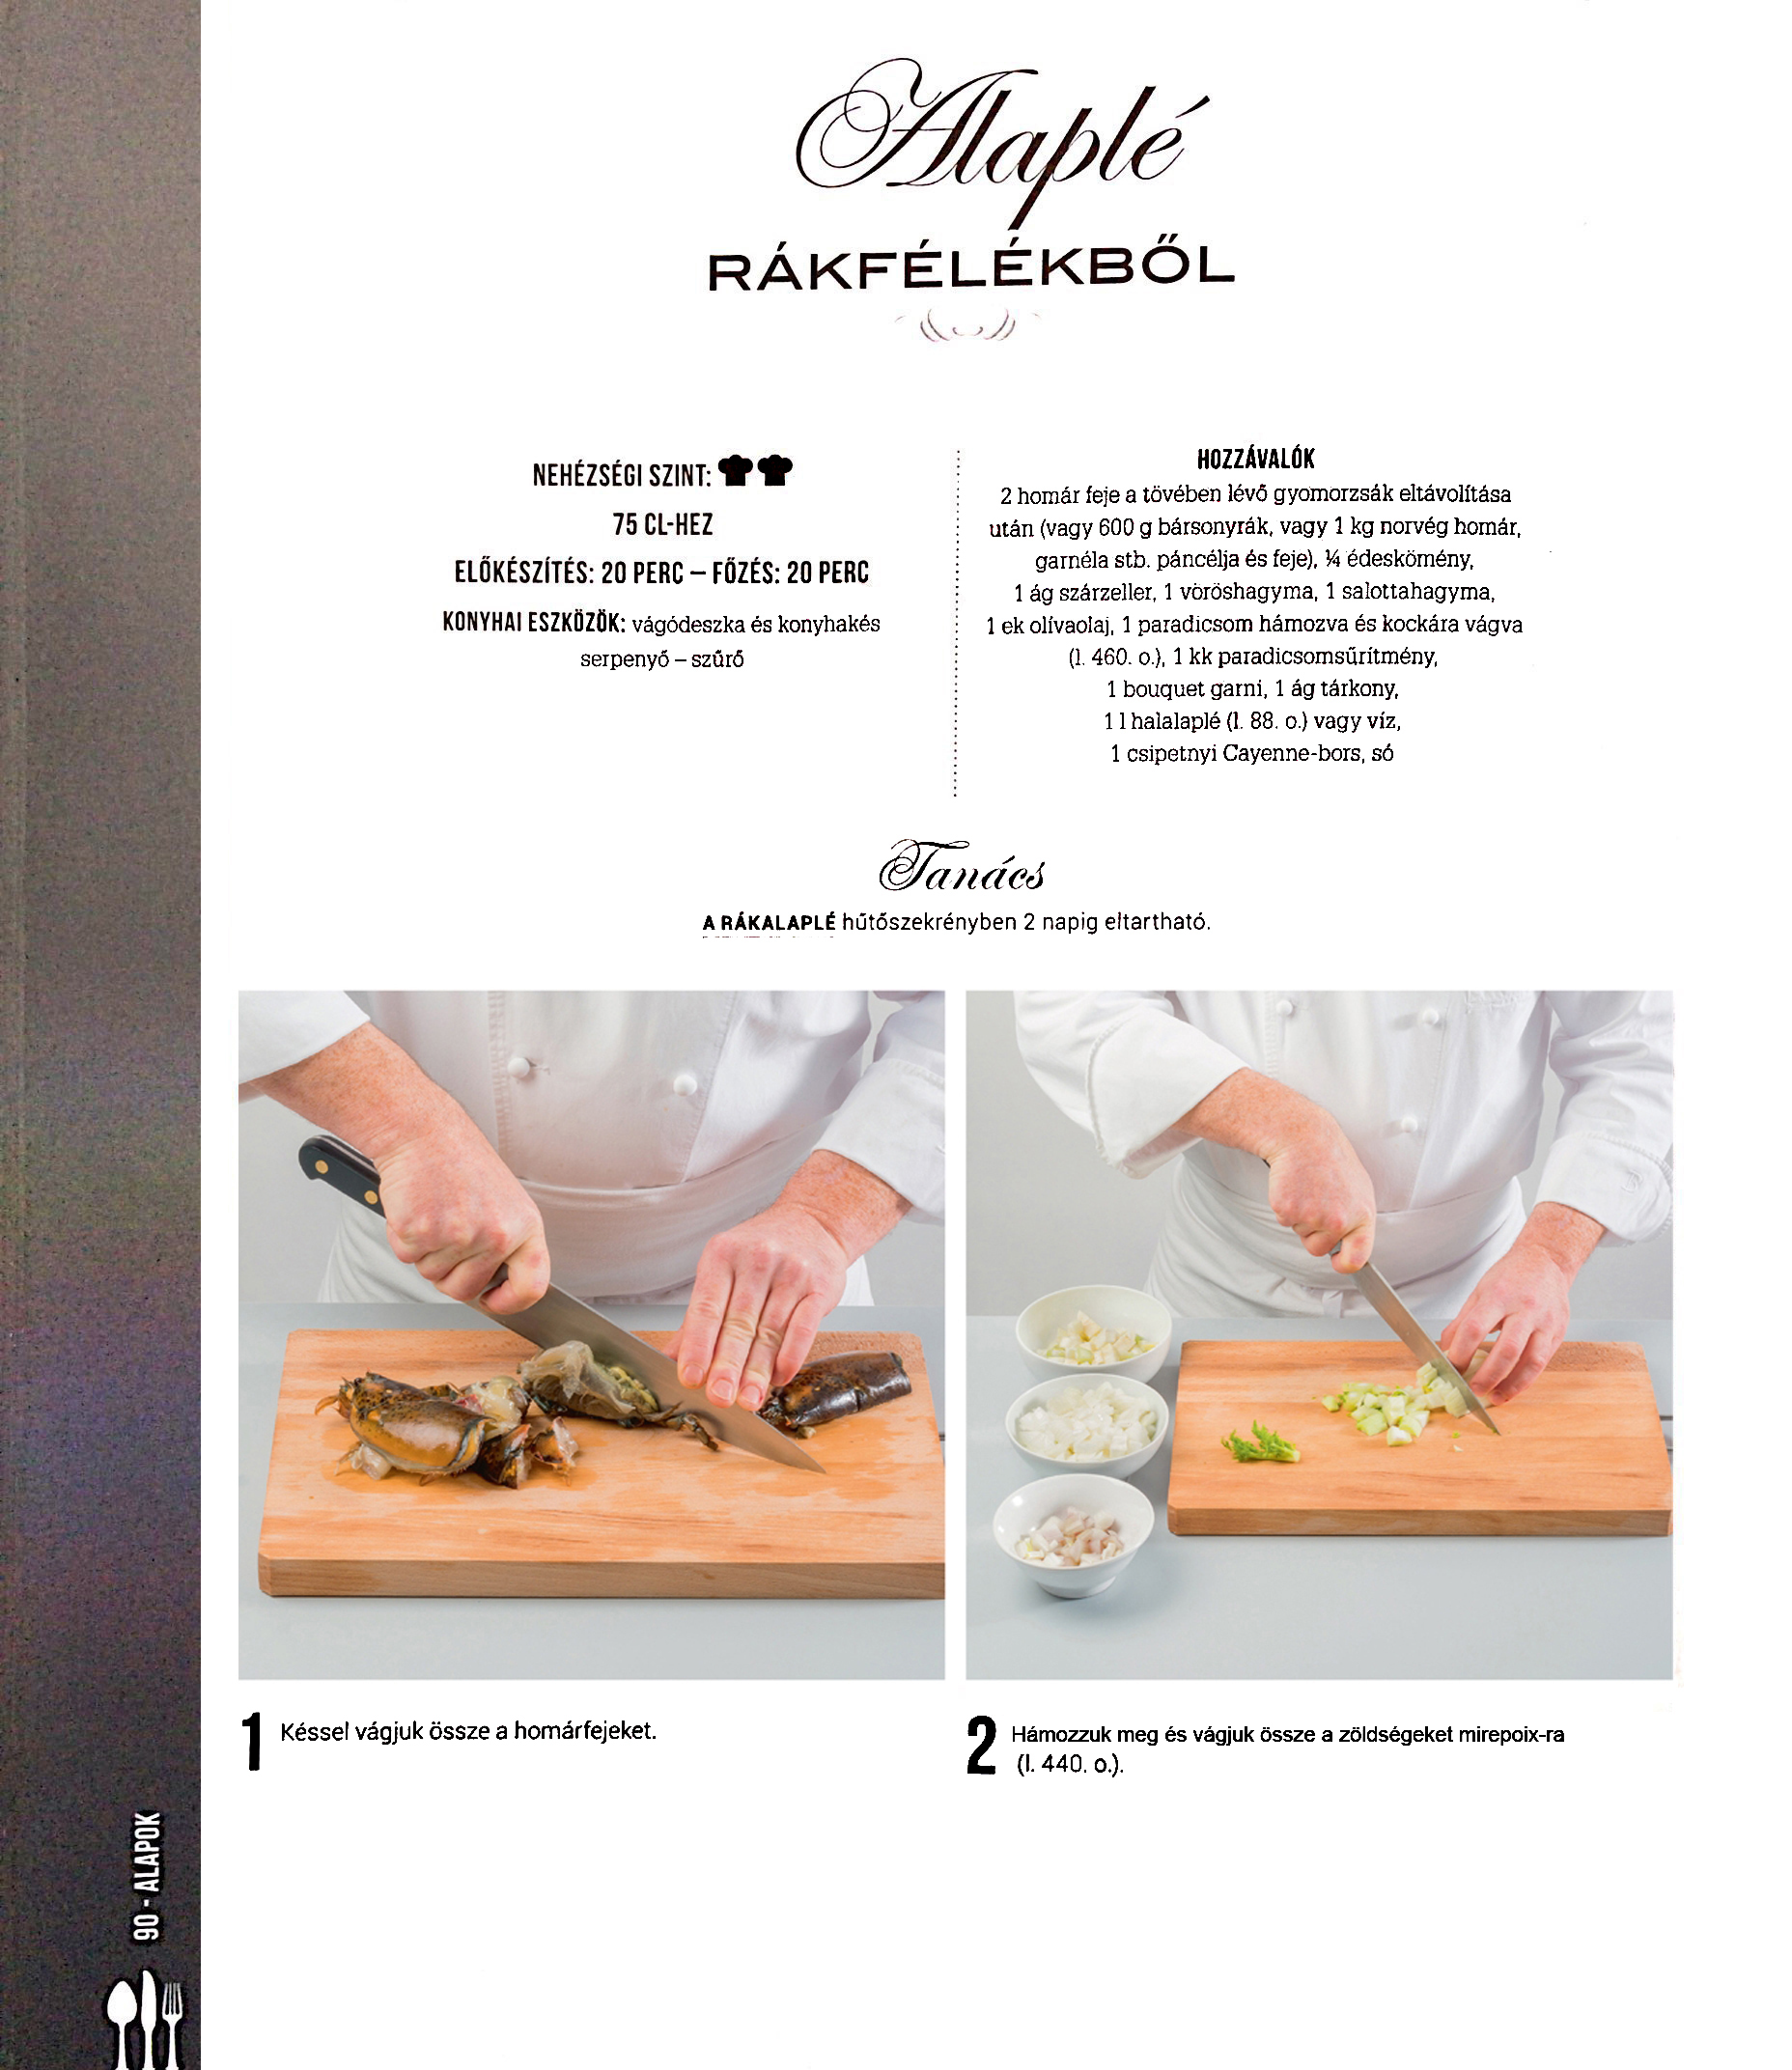 Alaplé
RÁKFÉLÉKBŐL
NEHÉZSÉGI SZINT:
75 CL-HEZ
ELŐKÉSZÍTÉS: 20 PERC – FŐZÉS: 20 PERC
KONYHAI ESZKÖZÖK: vágódeszka és konyhakés
serpenyő – szűrő
HOZZÁVALÓK
2 homár feje a tövében lévő gyomorzsák eltávolítása
után (vagy 600 g bársonyrák, vagy 1 kg norvég homár,
garnéla stb. páncélja és feje), ¼ édeskömény,
1 ág szárzeller, 1 vöröshagyma, 1 salottahagyma,
1 ek olívaolaj, 1 paradicsom hámozva és kockára vágva
(l. 460. o.), 1 kk paradicsomsűrítmény,
1 bouquet garni, 1 ág tárkony,
1 l halalaplé (l. 88. o.) vagy víz,
1 csipetnyi Cayenne-bors, só
Tanács
A RÁKALAPLÉ hűtőszekrényben 2 napig eltartható.
1 Késsel vágjuk össze a homárfejeket.
2 Hámozzuk meg és vágjuk össze a zöldségeket mirepoix-ra
(l. 440. o.).
90 • ALAPOK